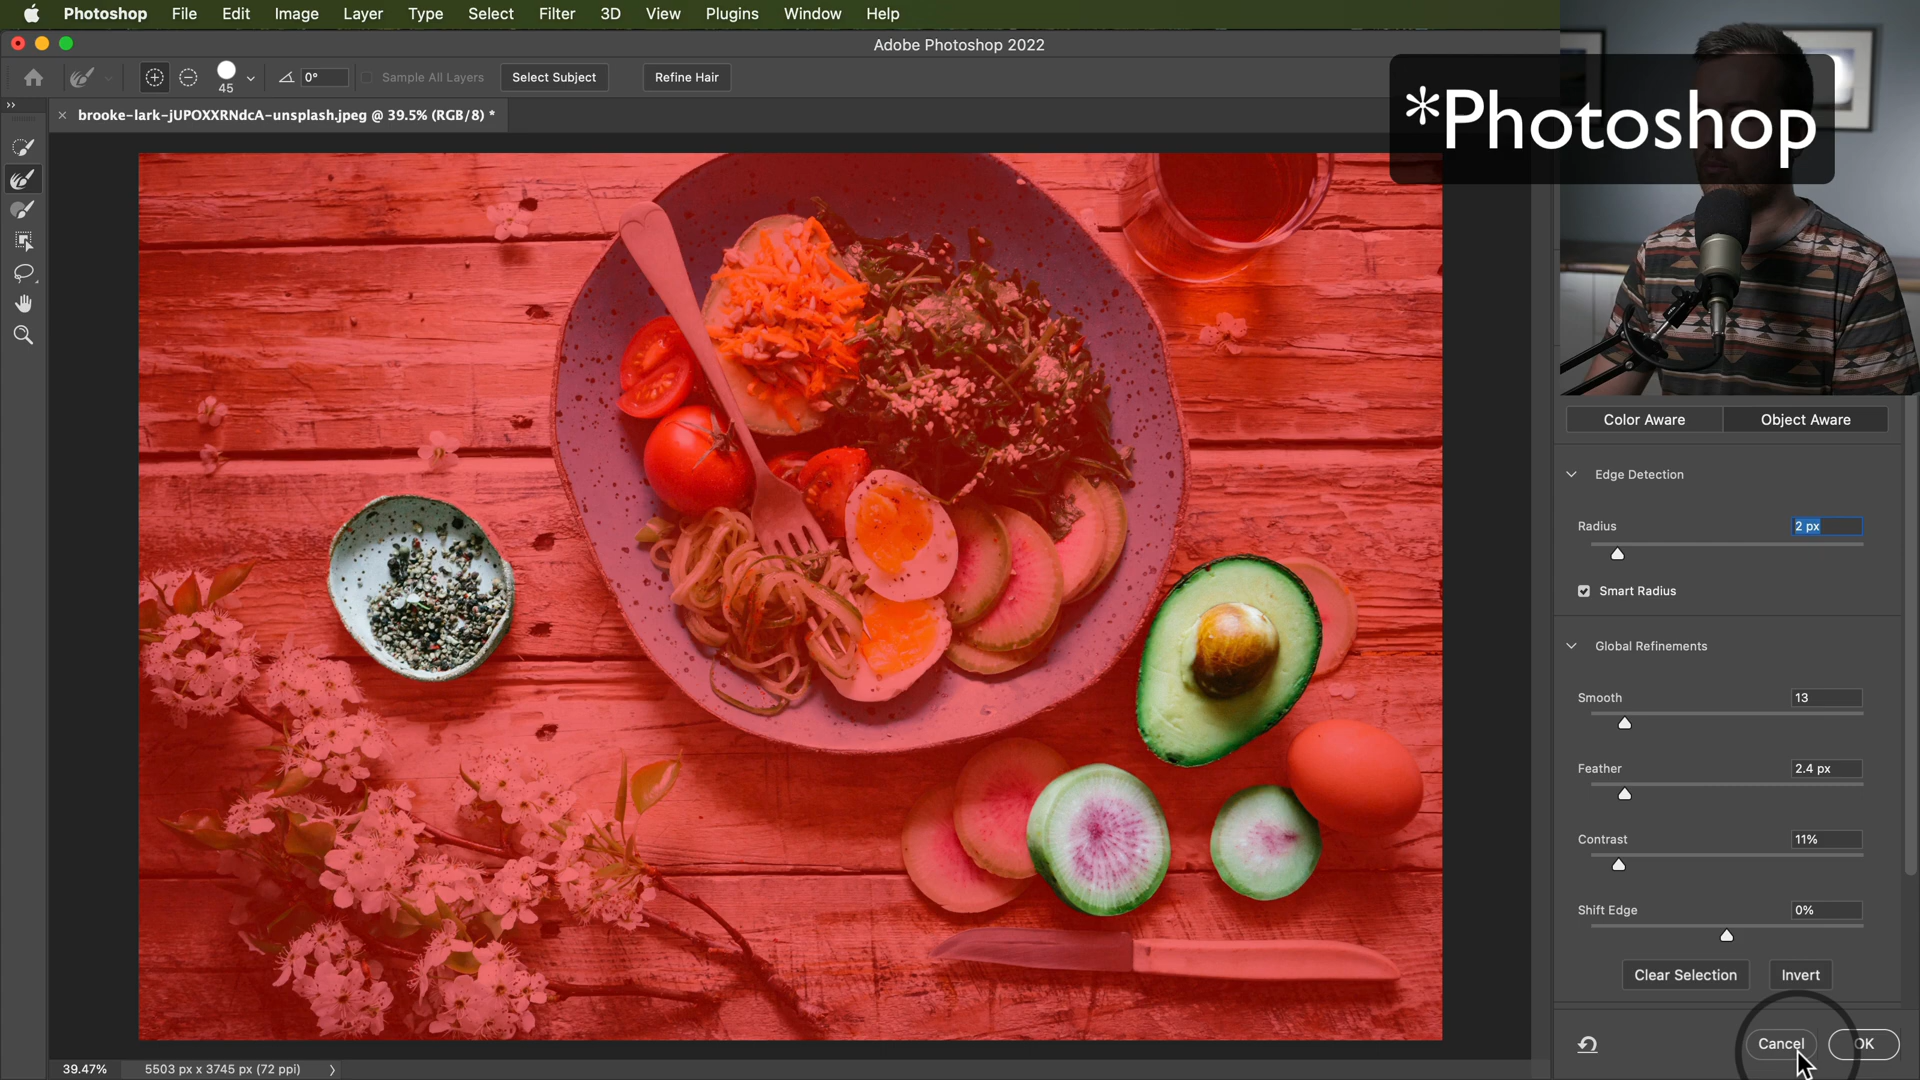 Photoshop File Edit Image Layer Type Select Filter 3D View Plugins Window Help
Adobe Photoshop 2022
45 0° Sample All Layers Select Subject Refine Hair
*Photoshop
brooke-lark-jUPOXXRNdcA-unsplash.jpeg @ 39.5% (RGB/8) *
Color Aware Object Aware
Edge Detection
Radius 2 px
Smart Radius
Global Refinements
Smooth 13
Feather 2.4 px
Contrast 11%
Shift Edge 0%
Clear Selection Invert
Cancel OK
39.47% 5503 px x 3745 px (72 ppi)